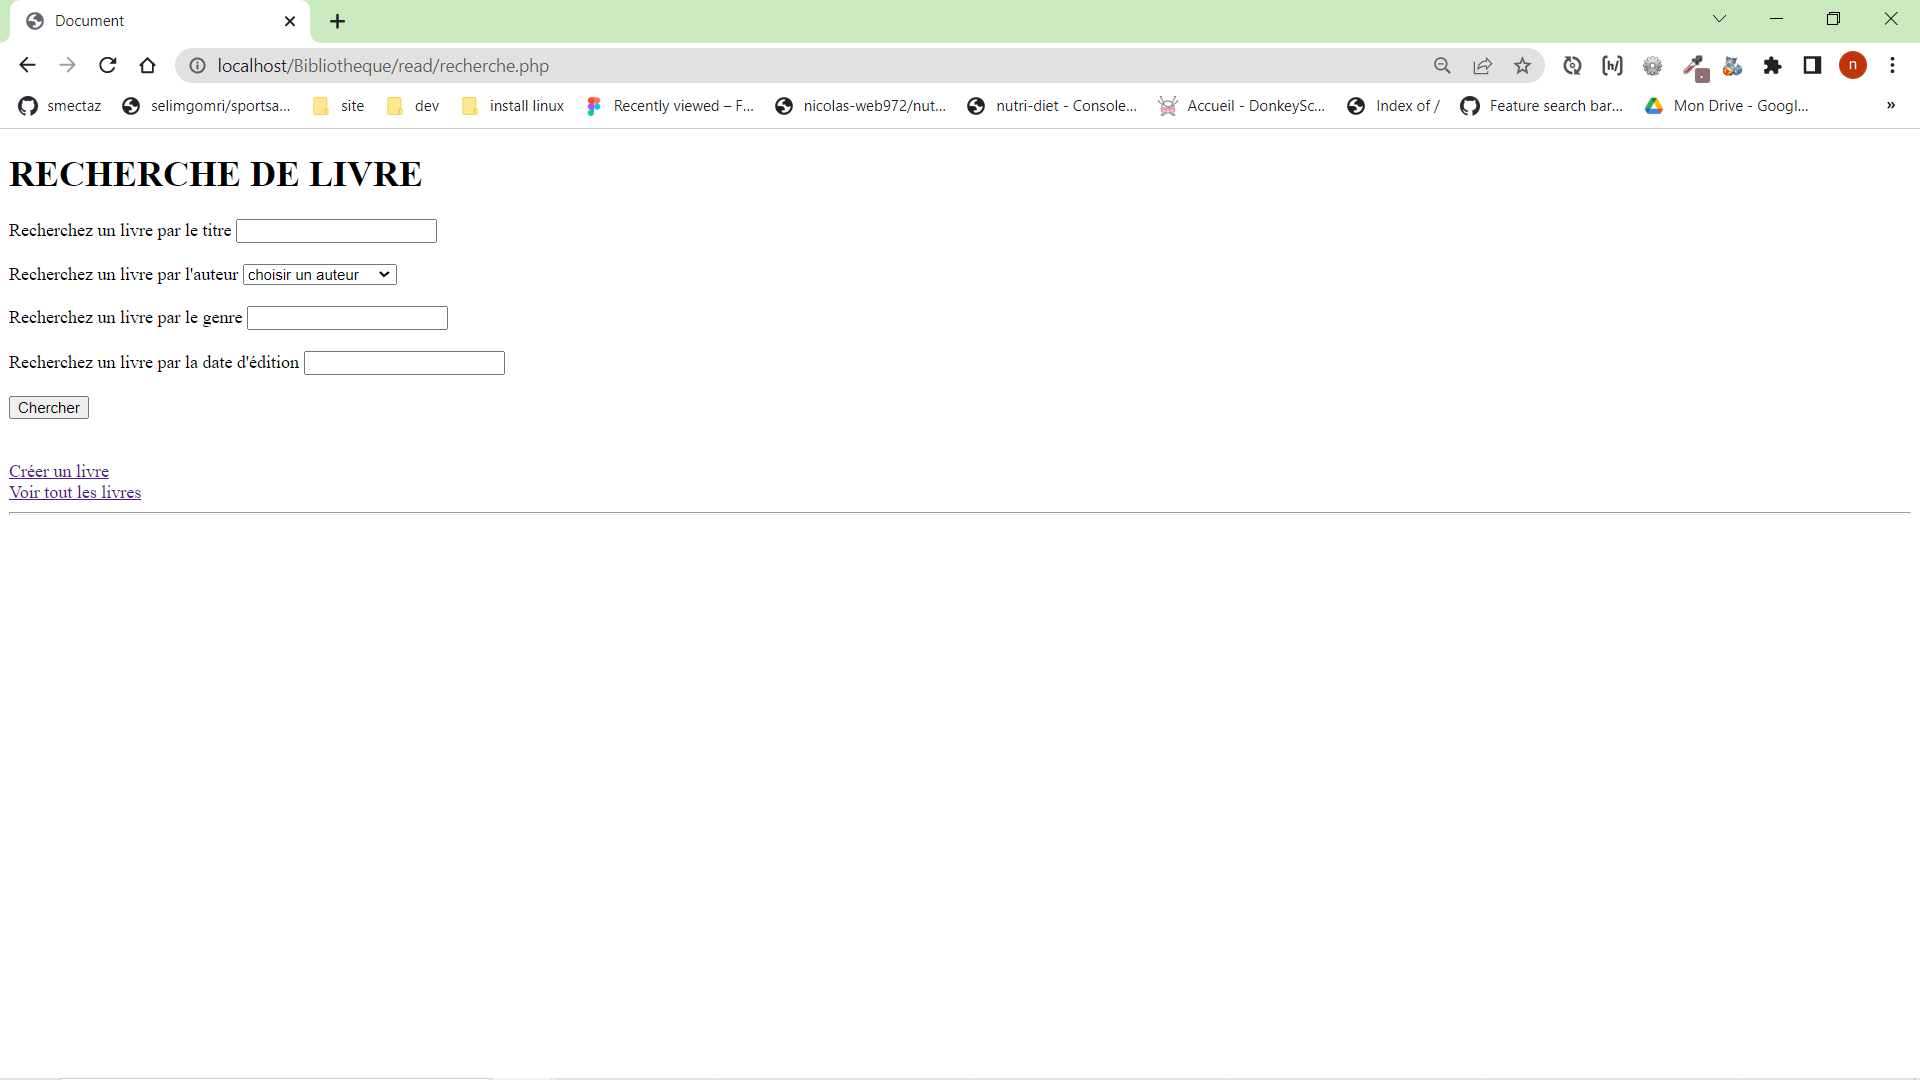 Document
localhost/Bibliotheque/read/recherche.php
n
smectaz selimgomri/sportsa... site dev install linux Recently viewed – F... nicolas-web972/nut... nutri-diet - Console... Accueil - DonkeySc... Index of / Feature search bar... Mon Drive - Googl... »
RECHERCHE DE LIVRE
Recherchez un livre par le titre
Recherchez un livre par l'auteur choisir un auteur
Recherchez un livre par le genre
Recherchez un livre par la date d'édition
Chercher
Créer un livre
Voir tout les livres